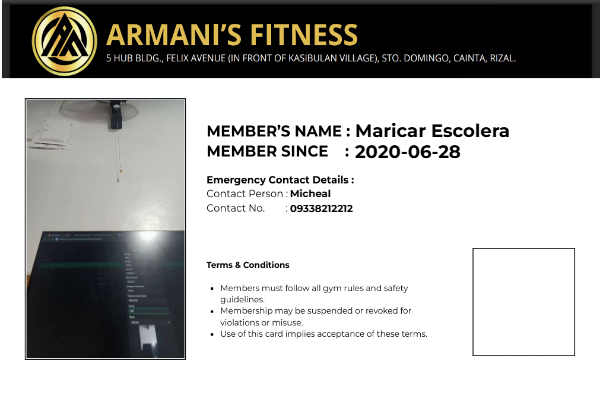 ARMANI'S FITNESS
5 HUB BLDG., FELIX AVENUE (IN FRONT OF KASIBULAN VILLAGE), STO. DOMINGO, CAINTA, RIZAL.
MEMBER'S NAME : Maricar Escolera
MEMBER SINCE : 2020-06-28
Emergency Contact Details :
Contact Person : Micheal
Contact No. : 09338212212
Terms & Conditions
• Members must follow all gym rules and safety
guidelines.
• Membership may be suspended or revoked for
violations or misuse.
• Use of this card implies acceptance of these terms.